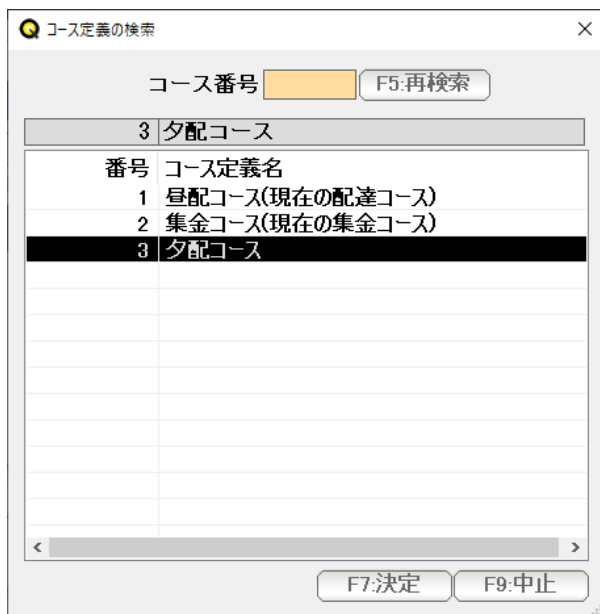 コース定義の検索
コース番号 F5:再検索
3 夕配コース
番号 コース定義名
1 昼配コース(現在の配達コース)
2 集金コース(現在の集金コース)
3 夕配コース
F7:決定 F9:中止